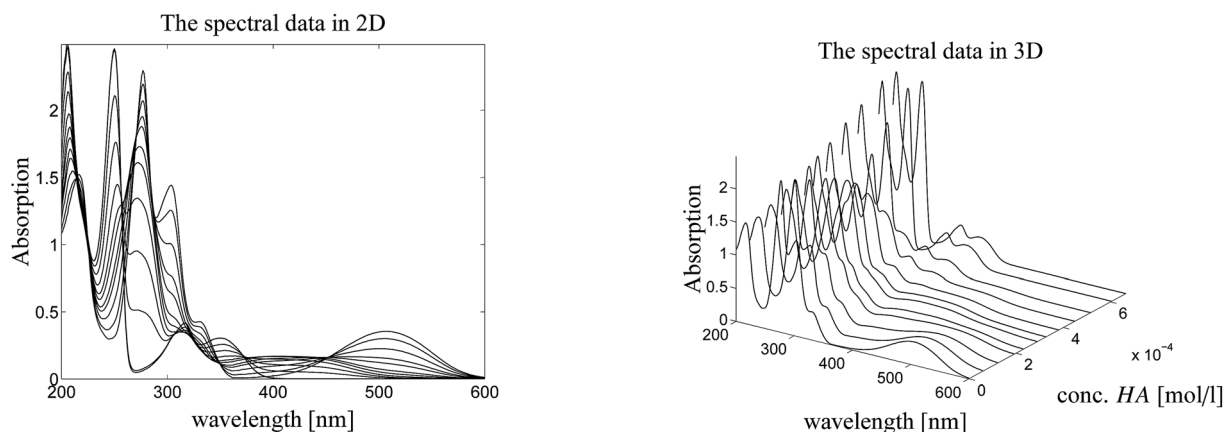 The spectral data in 2D
Absorption
2
1.5
1
0.5
0
200 300 400 500 600
wavelength [nm]
The spectral data in 3D
Absorption
2
1.5
1
0.5
0
200
300
400
500
600
0
2
4
6
x 10⁻⁴
wavelength [nm]
conc. HA [mol/l]